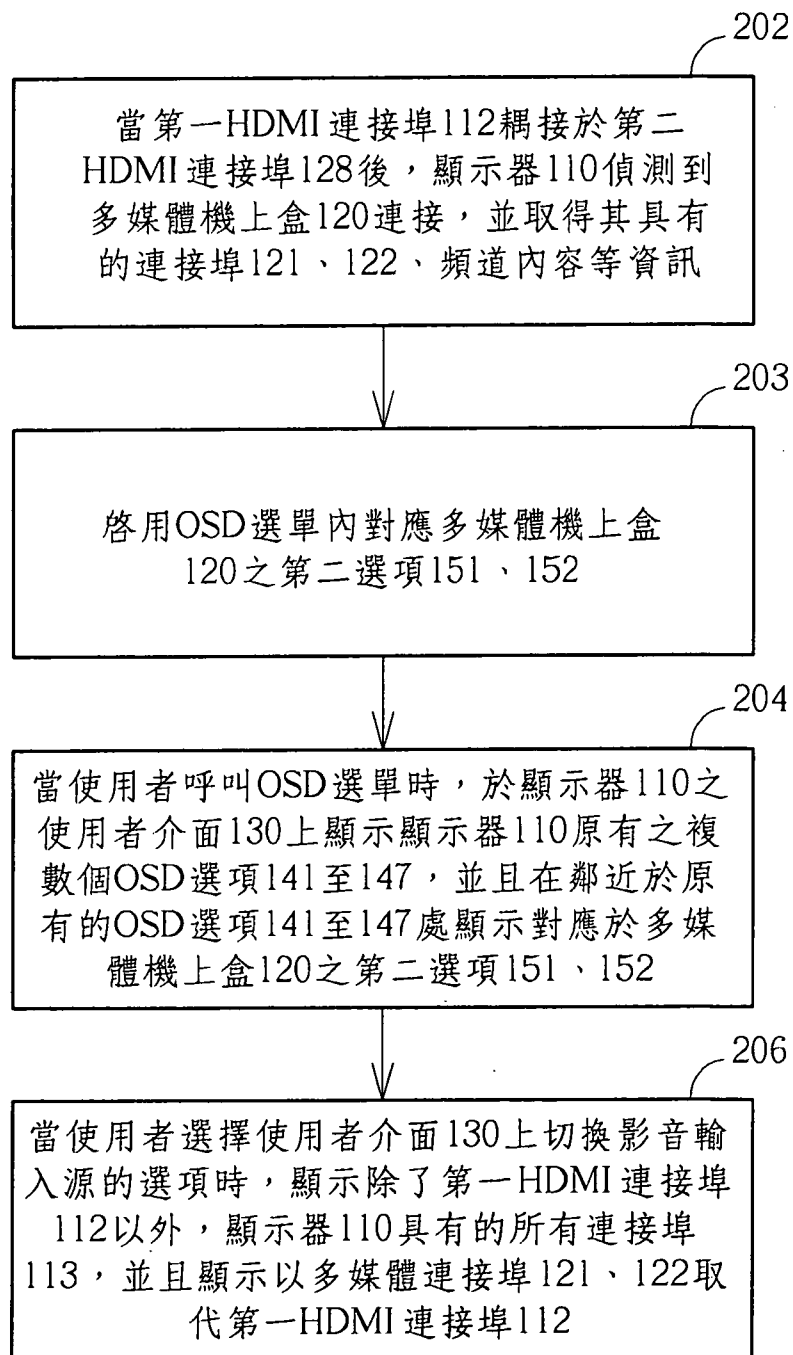 202
當第一HDMI連接埠112耦接於第二
HDMI連接埠128後，顯示器110偵測到
多媒體機上盒120連接，並取得其具有
的連接埠121、122、頻道內容等資訊
203
啓用OSD選單內對應多媒體機上盒
120之第二選項151、152
204
當使用者呼叫OSD選單時，於顯示器110之
使用者介面130上顯示顯示器110原有之複
數個OSD選項141至147，並且在鄰近於原
有的OSD選項141至147處顯示對應於多媒
體機上盒120之第二選項151、152
206
當使用者選擇使用者介面130上切換影音輸
入源的選項時，顯示除了第一HDMI連接埠
112以外，顯示器110具有的所有連接埠
113，並且顯示以多媒體連接埠121、122取
代第一HDMI連接埠112